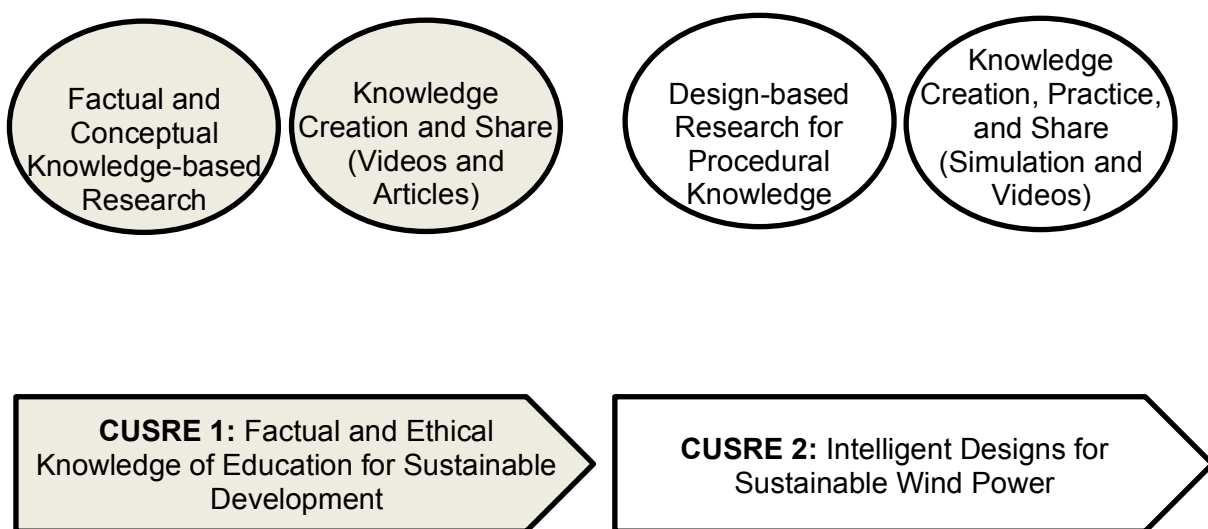 Factual and
Conceptual
Knowledge-based
Research
Knowledge
Creation and Share
(Videos and
Articles)
Design-based
Research for
Procedural
Knowledge
Knowledge
Creation, Practice,
and Share
(Simulation and
Videos)
CUSRE 1: Factual and Ethical
Knowledge of Education for Sustainable
Development
CUSRE 2: Intelligent Designs for
Sustainable Wind Power